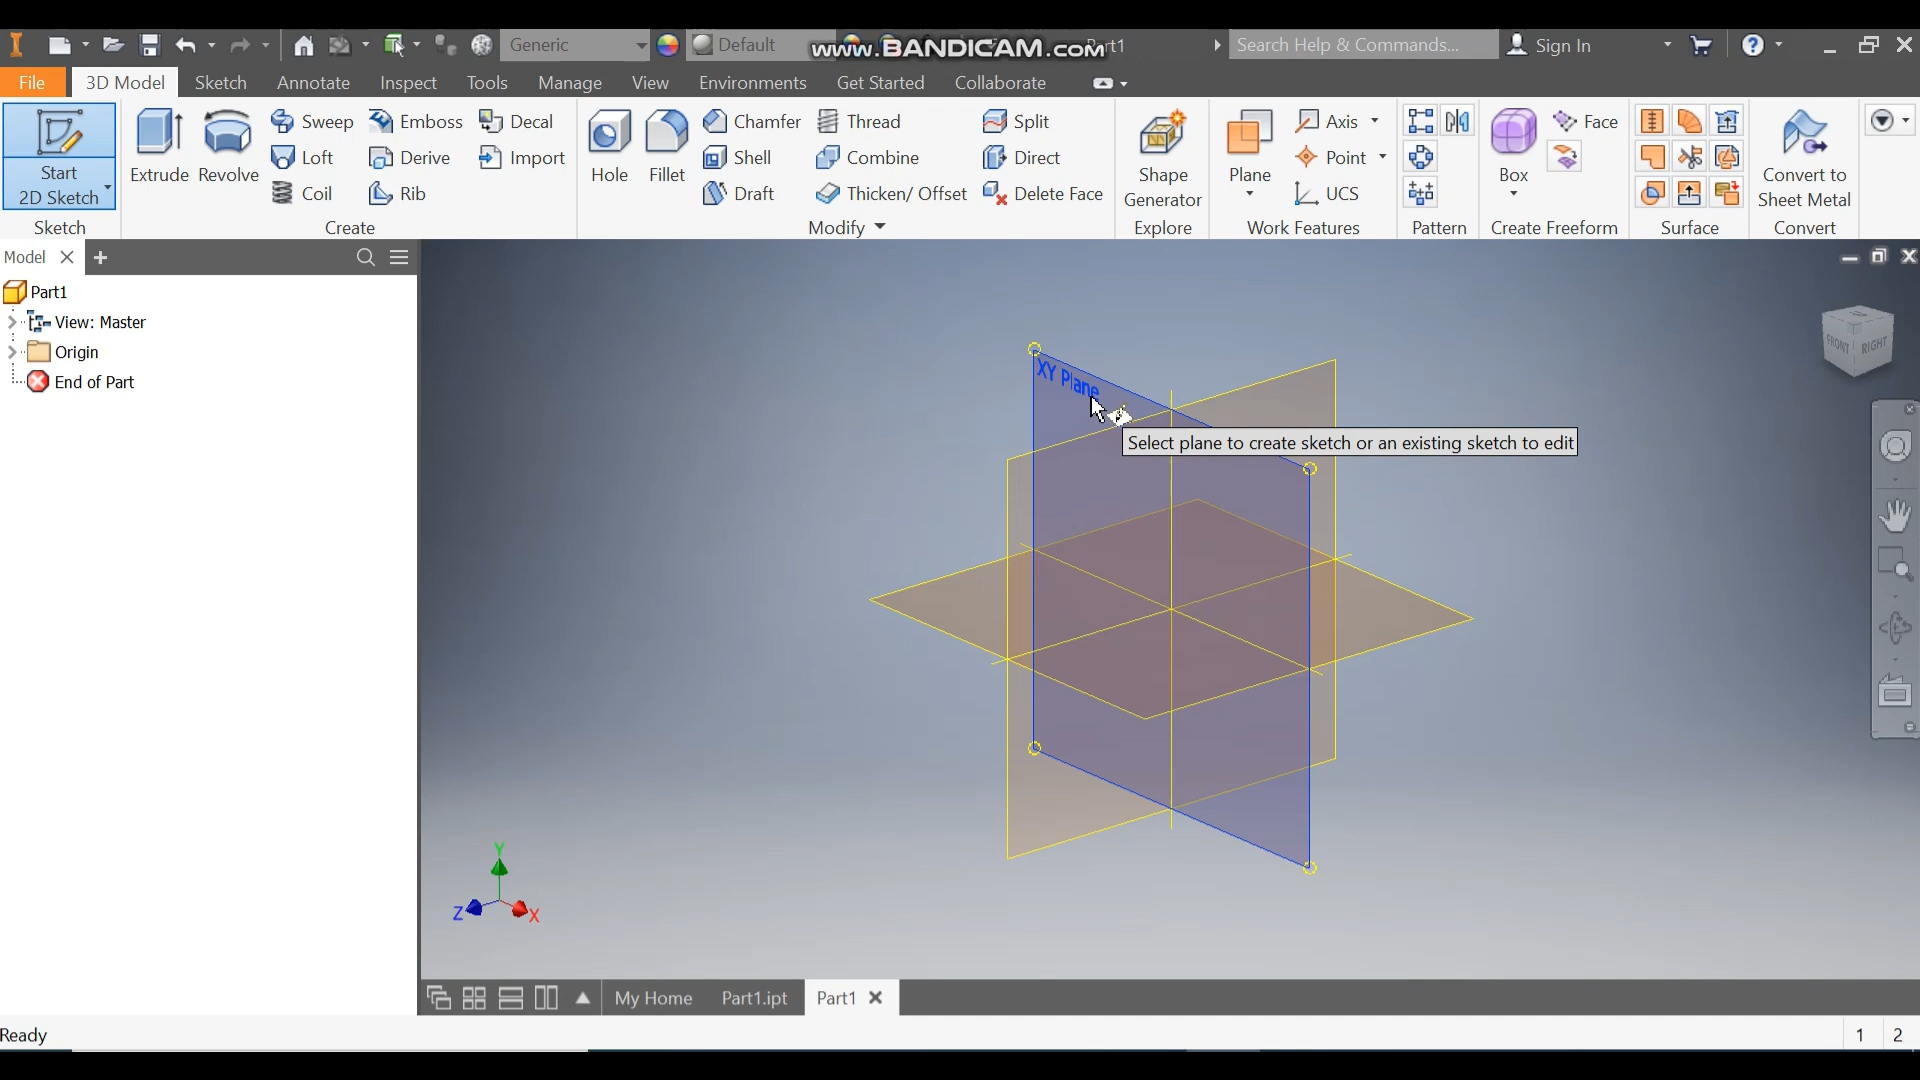 Generic
Default
www.BANDICAM.com
Part1
Search Help & Commands...
Sign In
File
3D Model
Sketch
Annotate
Inspect
Tools
Manage
View
Environments
Get Started
Collaborate
Start
2D Sketch
Extrude
Revolve
Sweep
Loft
Coil
Emboss
Derive
Rib
Decal
Import
Hole
Fillet
Chamfer
Shell
Draft
Thread
Combine
Thicken/ Offset
Split
Direct
Delete Face
Shape
Generator
Plane
Axis
Point
UCS
Box
Face
Convert to
Sheet Metal
Sketch
Create
Modify
Explore
Work Features
Pattern
Create Freeform
Surface
Convert
Model
Part1
View: Master
Origin
End of Part
XY Plane
Select plane to create sketch or an existing sketch to edit
FRONT
RIGHT
Y
Z
X
My Home
Part1.ipt
Part1
Ready
1
2